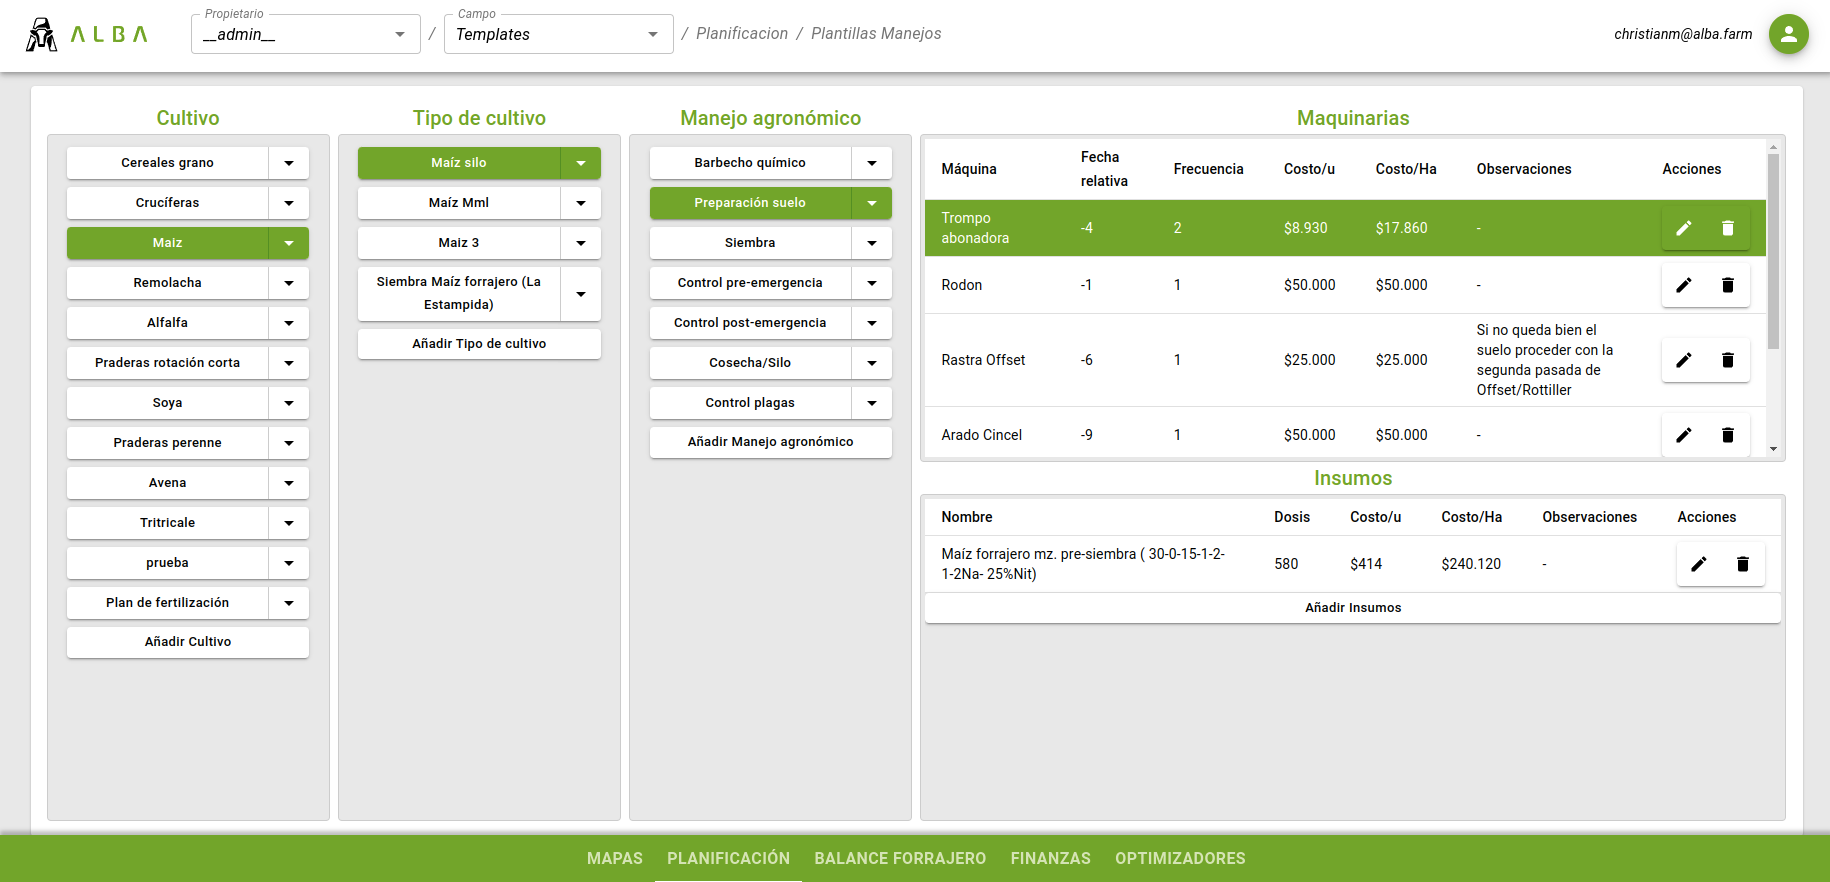 ALBA
Propietario
__admin__
/
Campo
Templates
/ Planificacion / Plantillas Manejos
christianm@alba.farm
Cultivo
Cereales grano
Crucíferas
Maiz
Remolacha
Alfalfa
Praderas rotación corta
Soya
Praderas perenne
Avena
Tritricale
prueba
Plan de fertilización
Añadir Cultivo
Tipo de cultivo
Maíz silo
Maíz Mml
Maiz 3
Siembra Maíz forrajero (La
Estampida)
Añadir Tipo de cultivo
Manejo agronómico
Barbecho químico
Preparación suelo
Siembra
Control pre-emergencia
Control post-emergencia
Cosecha/Silo
Control plagas
Añadir Manejo agronómico
Maquinarias
Máquina
Fecha
relativa
Frecuencia
Costo/u
Costo/Ha
Observaciones
Acciones
Trompo
abonadora
-4
2
$8.930
$17.860
-
Rodon
-1
1
$50.000
$50.000
-
Rastra Offset
-6
1
$25.000
$25.000
Si no queda bien el
suelo proceder con la
segunda pasada de
Offset/Rottiller
Arado Cincel
-9
1
$50.000
$50.000
-
Insumos
Nombre
Dosis
Costo/u
Costo/Ha
Observaciones
Acciones
Maíz forrajero mz. pre-siembra ( 30-0-15-1-2-
1-2Na- 25%Nit)
580
$414
$240.120
-
Añadir Insumos
MAPAS
PLANIFICACIÓN
BALANCE FORRAJERO
FINANZAS
OPTIMIZADORES